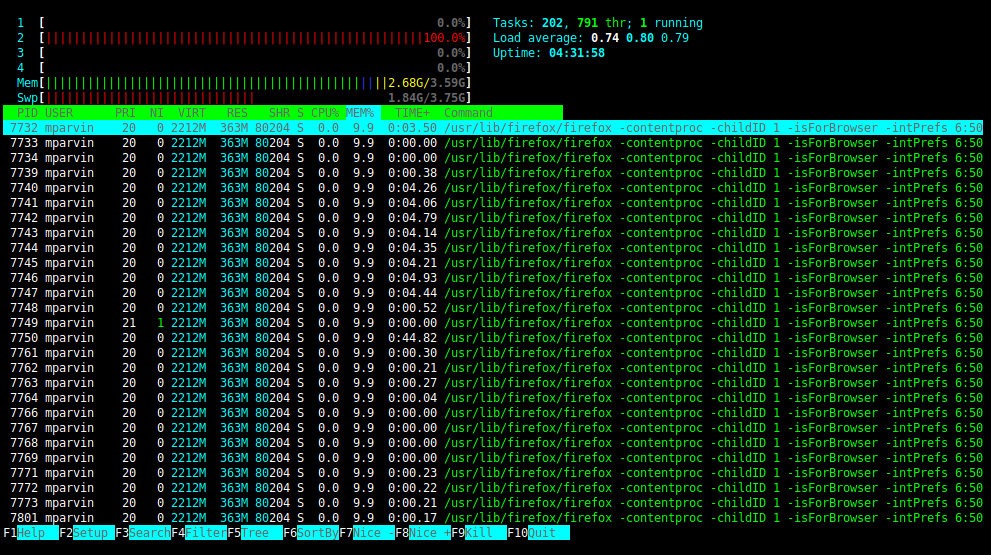 1 [ 0.0%] Tasks: 202, 791 thr; 1 running
2 [||||||||||||||||||||||||||||||||||||||||||||||||||||||100.0%] Load average: 0.74 0.80 0.79
3 [ 0.0%] Uptime: 04:31:58
4 [ 0.0%]
Mem[|||||||||||||||||||||||||||||||||||||||||||||||||2.68G/3.59G]
Swp[|||||||||||||||||||||||||||||| 1.84G/3.75G]
PID USER PRI NI VIRT RES SHR S CPU% MEM% TIME+ Command
7732 mparvin 20 0 2212M 363M 80204 S 0.0 9.9 0:03.50 /usr/lib/firefox/firefox -contentproc -childID 1 -isForBrowser -intPrefs 6:50
7733 mparvin 20 0 2212M 363M 80204 S 0.0 9.9 0:00.00 /usr/lib/firefox/firefox -contentproc -childID 1 -isForBrowser -intPrefs 6:50
7734 mparvin 20 0 2212M 363M 80204 S 0.0 9.9 0:00.00 /usr/lib/firefox/firefox -contentproc -childID 1 -isForBrowser -intPrefs 6:50
7739 mparvin 20 0 2212M 363M 80204 S 0.0 9.9 0:00.38 /usr/lib/firefox/firefox -contentproc -childID 1 -isForBrowser -intPrefs 6:50
7740 mparvin 20 0 2212M 363M 80204 S 0.0 9.9 0:04.26 /usr/lib/firefox/firefox -contentproc -childID 1 -isForBrowser -intPrefs 6:50
7741 mparvin 20 0 2212M 363M 80204 S 0.0 9.9 0:04.06 /usr/lib/firefox/firefox -contentproc -childID 1 -isForBrowser -intPrefs 6:50
7742 mparvin 20 0 2212M 363M 80204 S 0.0 9.9 0:04.79 /usr/lib/firefox/firefox -contentproc -childID 1 -isForBrowser -intPrefs 6:50
7743 mparvin 20 0 2212M 363M 80204 S 0.0 9.9 0:04.14 /usr/lib/firefox/firefox -contentproc -childID 1 -isForBrowser -intPrefs 6:50
7744 mparvin 20 0 2212M 363M 80204 S 0.0 9.9 0:04.35 /usr/lib/firefox/firefox -contentproc -childID 1 -isForBrowser -intPrefs 6:50
7745 mparvin 20 0 2212M 363M 80204 S 0.0 9.9 0:04.21 /usr/lib/firefox/firefox -contentproc -childID 1 -isForBrowser -intPrefs 6:50
7746 mparvin 20 0 2212M 363M 80204 S 0.0 9.9 0:04.93 /usr/lib/firefox/firefox -contentproc -childID 1 -isForBrowser -intPrefs 6:50
7747 mparvin 20 0 2212M 363M 80204 S 0.0 9.9 0:04.44 /usr/lib/firefox/firefox -contentproc -childID 1 -isForBrowser -intPrefs 6:50
7748 mparvin 20 0 2212M 363M 80204 S 0.0 9.9 0:00.52 /usr/lib/firefox/firefox -contentproc -childID 1 -isForBrowser -intPrefs 6:50
7749 mparvin 21 1 2212M 363M 80204 S 0.0 9.9 0:00.00 /usr/lib/firefox/firefox -contentproc -childID 1 -isForBrowser -intPrefs 6:50
7750 mparvin 20 0 2212M 363M 80204 S 0.0 9.9 0:44.82 /usr/lib/firefox/firefox -contentproc -childID 1 -isForBrowser -intPrefs 6:50
7761 mparvin 20 0 2212M 363M 80204 S 0.0 9.9 0:00.30 /usr/lib/firefox/firefox -contentproc -childID 1 -isForBrowser -intPrefs 6:50
7762 mparvin 20 0 2212M 363M 80204 S 0.0 9.9 0:00.21 /usr/lib/firefox/firefox -contentproc -childID 1 -isForBrowser -intPrefs 6:50
7763 mparvin 20 0 2212M 363M 80204 S 0.0 9.9 0:00.27 /usr/lib/firefox/firefox -contentproc -childID 1 -isForBrowser -intPrefs 6:50
7764 mparvin 20 0 2212M 363M 80204 S 0.0 9.9 0:00.04 /usr/lib/firefox/firefox -contentproc -childID 1 -isForBrowser -intPrefs 6:50
7766 mparvin 20 0 2212M 363M 80204 S 0.0 9.9 0:00.00 /usr/lib/firefox/firefox -contentproc -childID 1 -isForBrowser -intPrefs 6:50
7767 mparvin 20 0 2212M 363M 80204 S 0.0 9.9 0:00.00 /usr/lib/firefox/firefox -contentproc -childID 1 -isForBrowser -intPrefs 6:50
7768 mparvin 20 0 2212M 363M 80204 S 0.0 9.9 0:00.00 /usr/lib/firefox/firefox -contentproc -childID 1 -isForBrowser -intPrefs 6:50
7769 mparvin 20 0 2212M 363M 80204 S 0.0 9.9 0:00.00 /usr/lib/firefox/firefox -contentproc -childID 1 -isForBrowser -intPrefs 6:50
7771 mparvin 20 0 2212M 363M 80204 S 0.0 9.9 0:00.23 /usr/lib/firefox/firefox -contentproc -childID 1 -isForBrowser -intPrefs 6:50
7772 mparvin 20 0 2212M 363M 80204 S 0.0 9.9 0:00.22 /usr/lib/firefox/firefox -contentproc -childID 1 -isForBrowser -intPrefs 6:50
7773 mparvin 20 0 2212M 363M 80204 S 0.0 9.9 0:00.21 /usr/lib/firefox/firefox -contentproc -childID 1 -isForBrowser -intPrefs 6:50
7801 mparvin 20 0 2212M 363M 80204 S 0.0 9.9 0:00.17 /usr/lib/firefox/firefox -contentproc -childID 1 -isForBrowser -intPrefs 6:50
F1Help F2Setup F3SearchF4FilterF5Tree F6SortByF7Nice -F8Nice +F9Kill F10Quit